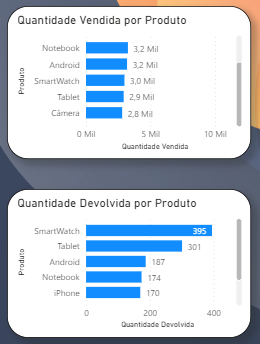 Quantidade Vendida por Produto
Produto
Notebook 3,2 Mil
Android 3,2 Mil
SmartWatch 3,0 Mil
Tablet 2,9 Mil
Câmera 2,8 Mil
0 Mil 5 Mil 10 Mil
Quantidade Vendida
Quantidade Devolvida por Produto
Produto
SmartWatch 395
Tablet 301
Android 187
Notebook 174
iPhone 170
0 200 400
Quantidade Devolvida